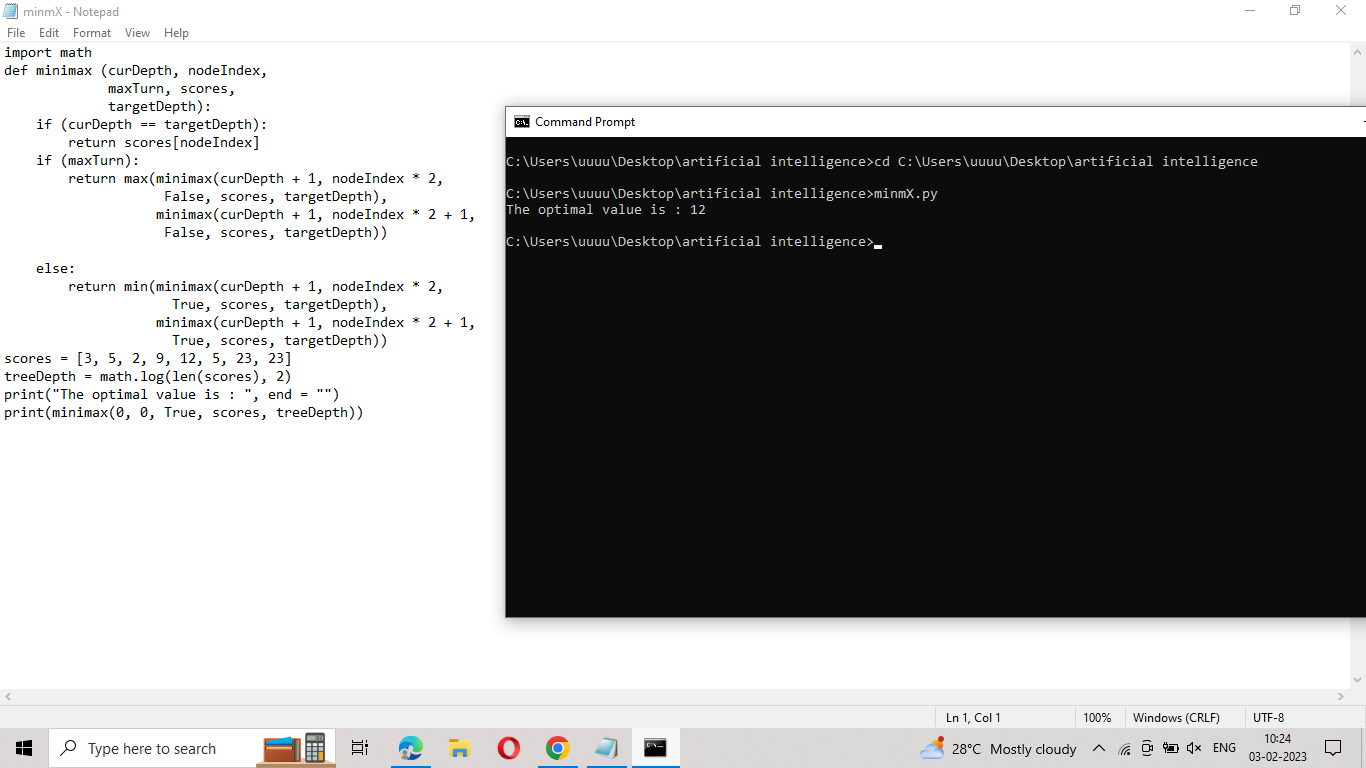 minmX - Notepad
File Edit Format View Help
import math
def minimax (curDepth, nodeIndex,
             maxTurn, scores,
             targetDepth):
    if (curDepth == targetDepth):
        return scores[nodeIndex]
    if (maxTurn):
        return max(minimax(curDepth + 1, nodeIndex * 2,
                    False, scores, targetDepth),
                   minimax(curDepth + 1, nodeIndex * 2 + 1,
                    False, scores, targetDepth))
    else:
        return min(minimax(curDepth + 1, nodeIndex * 2,
                     True, scores, targetDepth),
                   minimax(curDepth + 1, nodeIndex * 2 + 1,
                     True, scores, targetDepth))
scores = [3, 5, 2, 9, 12, 5, 23, 23]
treeDepth = math.log(len(scores), 2)
print("The optimal value is : ", end = "")
print(minimax(0, 0, True, scores, treeDepth))
C:\. Command Prompt
C:\Users\uuuu\Desktop\artificial intelligence>cd C:\Users\uuuu\Desktop\artificial intelligence
C:\Users\uuuu\Desktop\artificial intelligence>minmX.py
The optimal value is : 12
C:\Users\uuuu\Desktop\artificial intelligence>
Ln 1, Col 1 100% Windows (CRLF) UTF-8
Type here to search
28°C Mostly cloudy ENG
10:24
03-02-2023